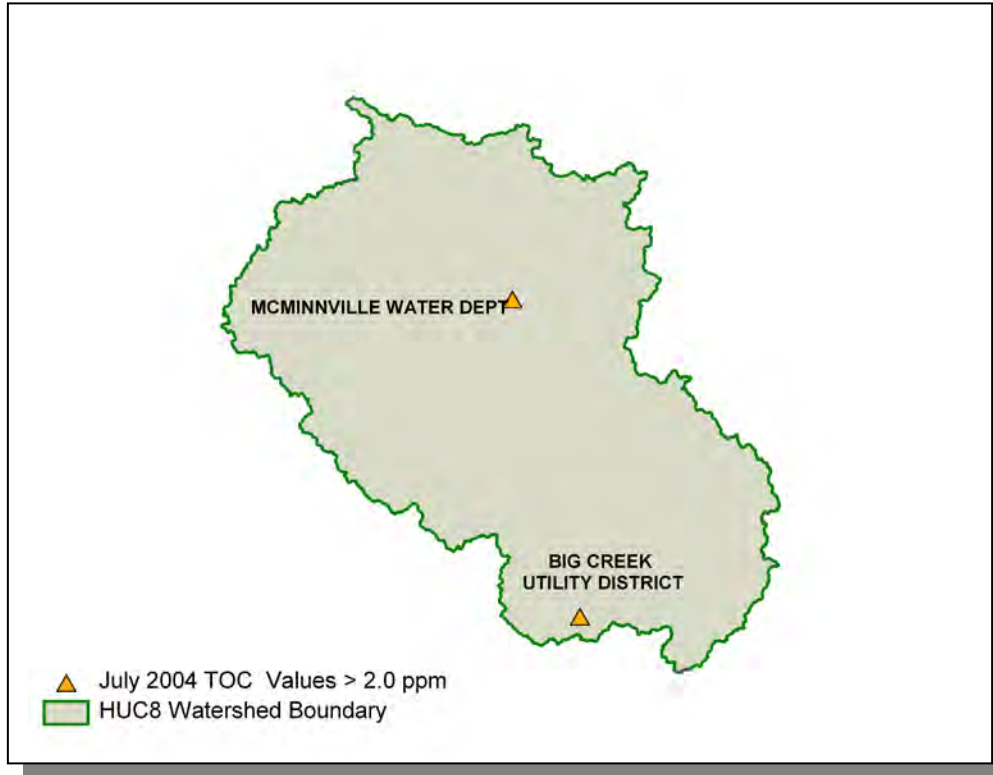 MCMINNVILLE WATER DEPT
BIG CREEK
UTILITY DISTRICT
July 2004 TOC Values > 2.0 ppm
HUC8 Watershed Boundary